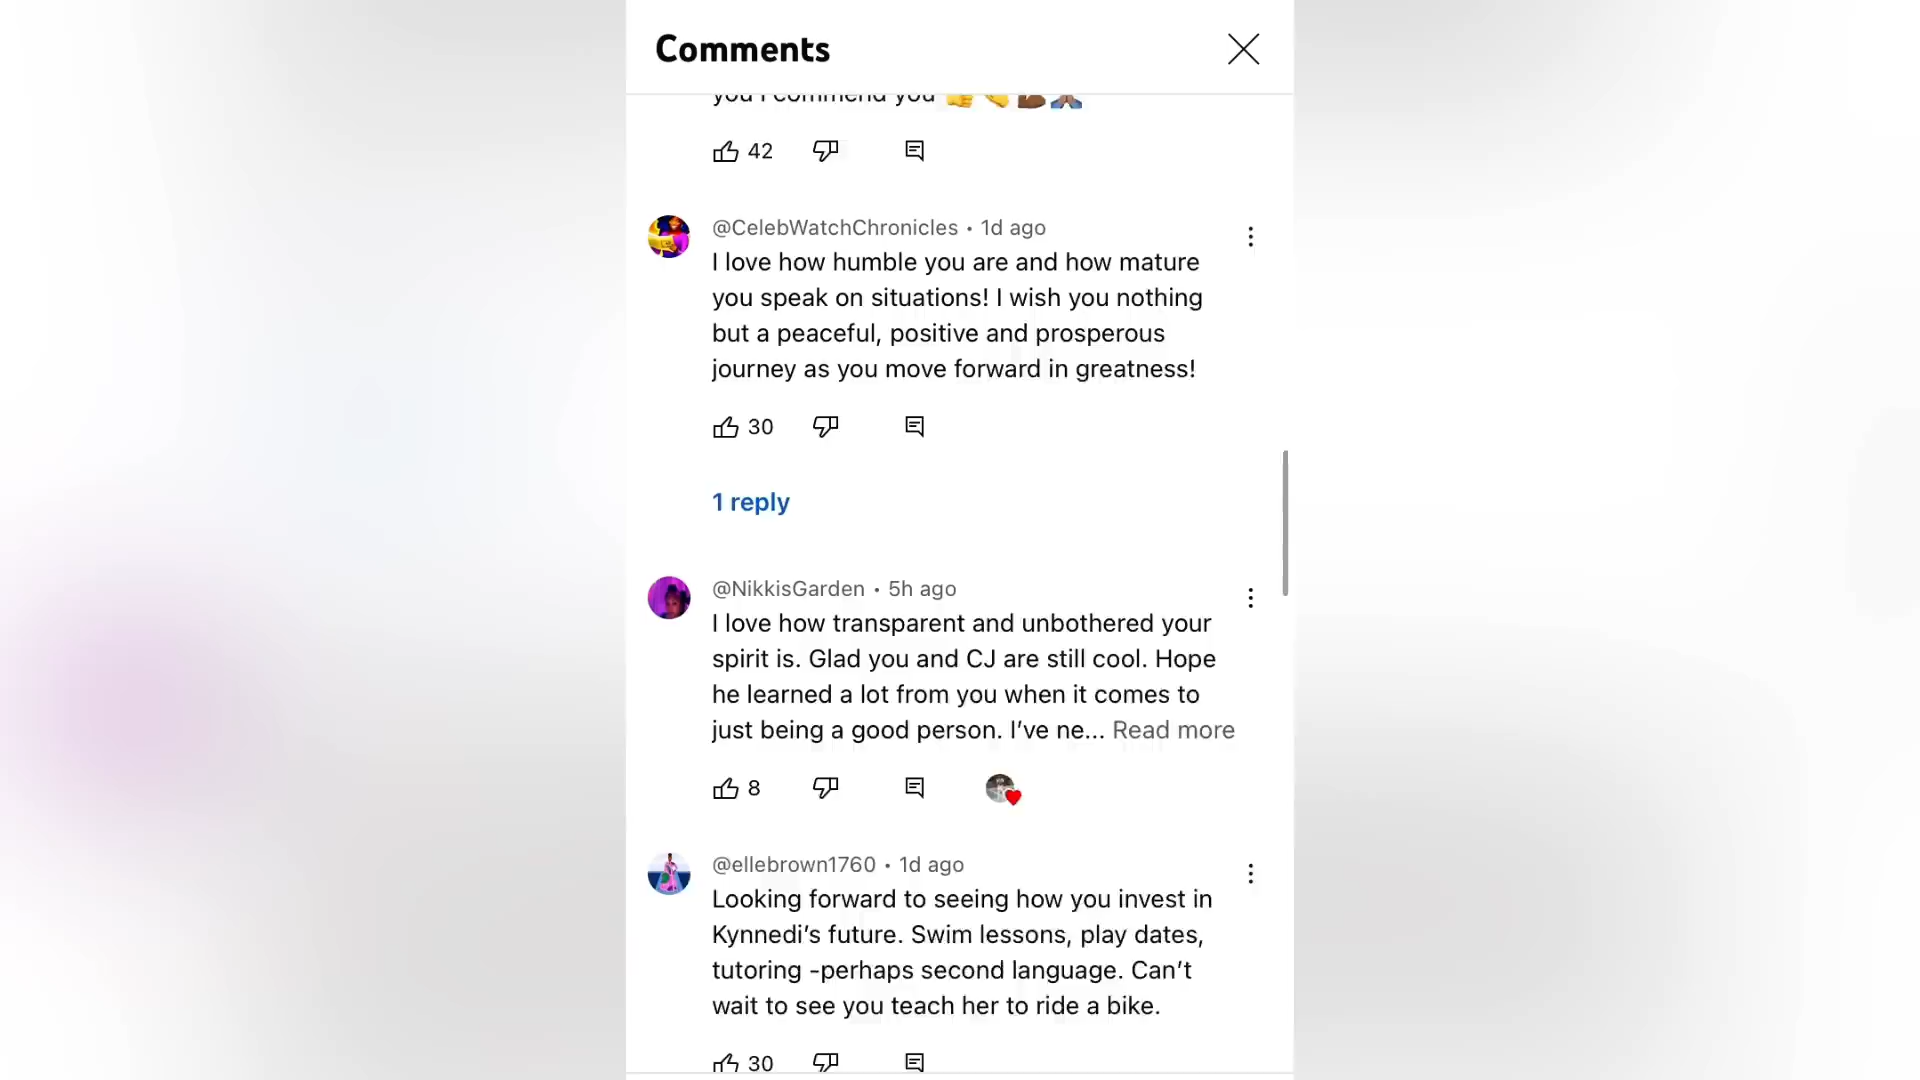 Comments
you I commend you
42
@CelebWatchChronicles • 1d ago
I love how humble you are and how mature
you speak on situations! I wish you nothing
but a peaceful, positive and prosperous
journey as you move forward in greatness!
30
1 reply
@NikkisGarden • 5h ago
I love how transparent and unbothered your
spirit is. Glad you and CJ are still cool. Hope
he learned a lot from you when it comes to
just being a good person. I’ve ne... Read more
8
@ellebrown1760 • 1d ago
Looking forward to seeing how you invest in
Kynnedi’s future. Swim lessons, play dates,
tutoring -perhaps second language. Can’t
wait to see you teach her to ride a bike.
30